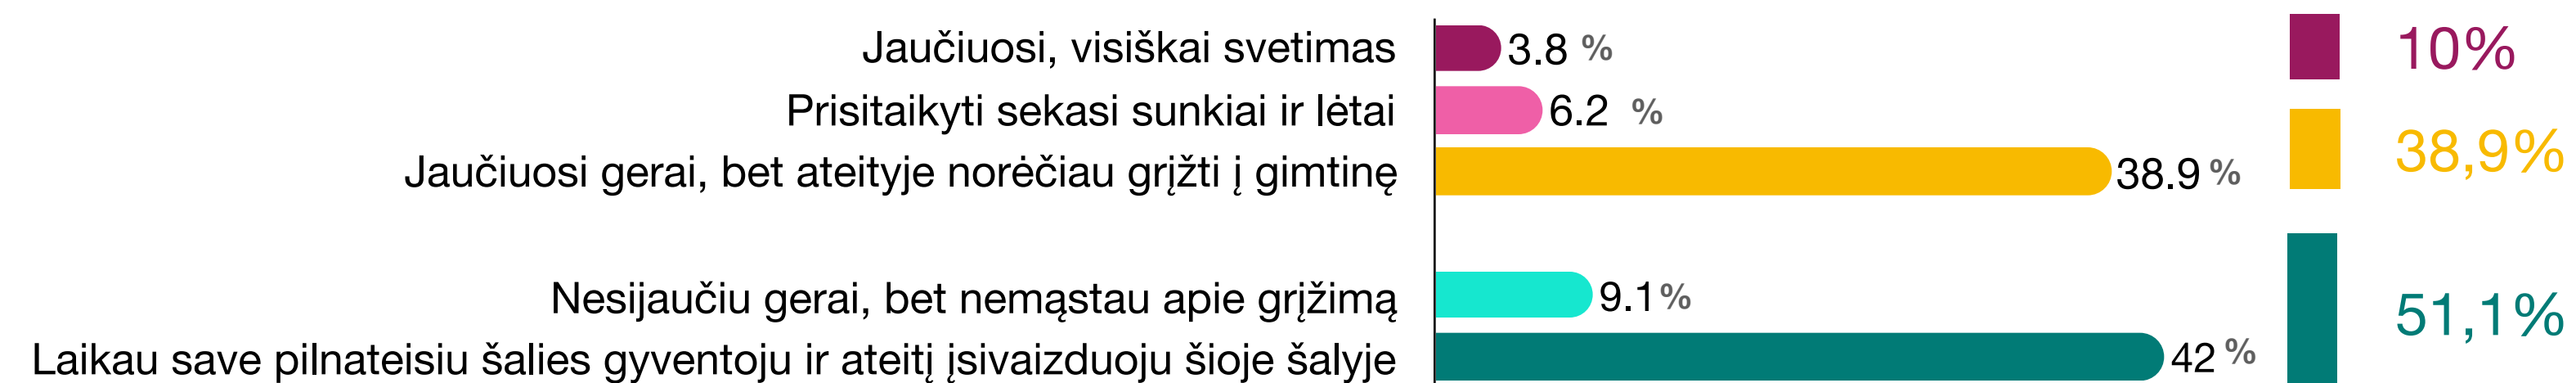 Jaučiuosi, visiškai svetimas 3.8 % 10%
Prisitaikyti sekasi sunkiai ir lėtai 6.2 %
Jaučiuosi gerai, bet ateityje norėčiau grįžti į gimtinę 38.9 % 38,9%
Nesijaučiu gerai, bet nemąstau apie grįžimą 9.1 % 51,1%
Laikau save pilnateisiu šalies gyventoju ir ateitį įsivaizduoju šioje šalyje 42 %